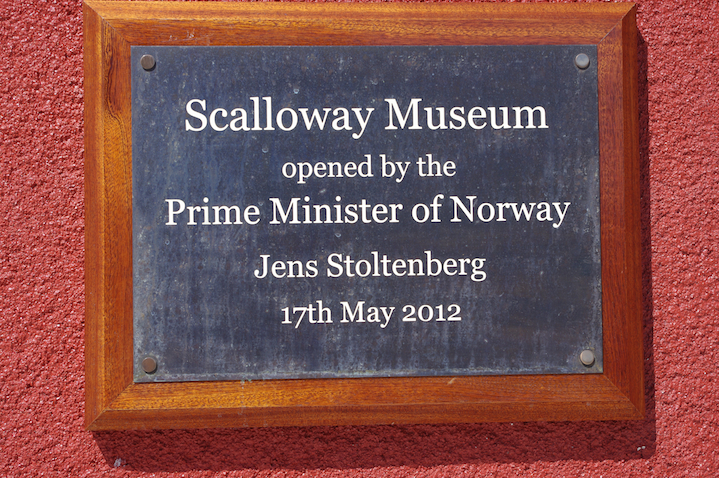 Scalloway Museum
opened by the
Prime Minister of Norway
Jens Stoltenberg
17th May 2012